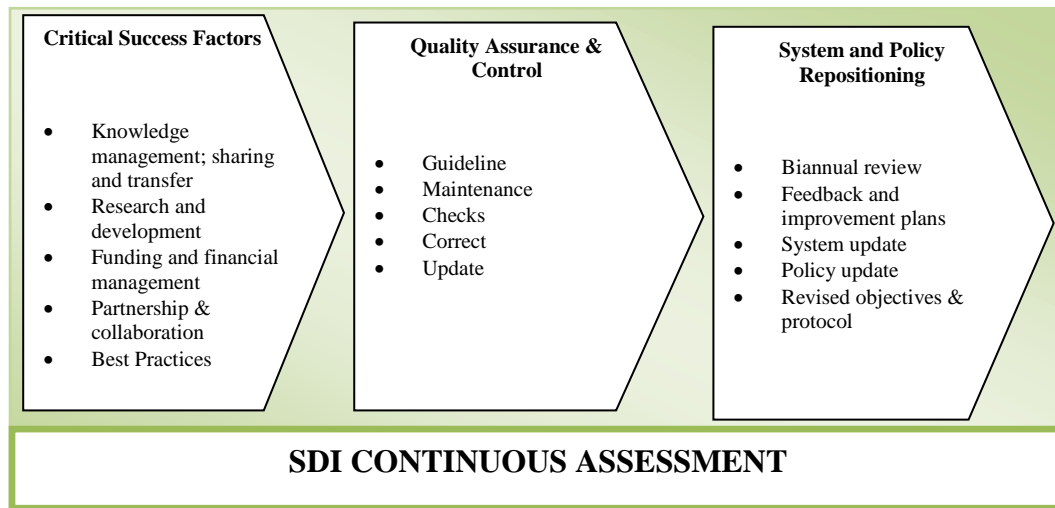 Critical Success Factors
• Knowledge
management; sharing
and transfer
• Research and
development
• Funding and financial
management
• Partnership &
collaboration
• Best Practices
Quality Assurance &
Control
• Guideline
• Maintenance
• Checks
• Correct
• Update
System and Policy
Repositioning
• Biannual review
• Feedback and
improvement plans
• System update
• Policy update
• Revised objectives &
protocol
SDI CONTINUOUS ASSESSMENT